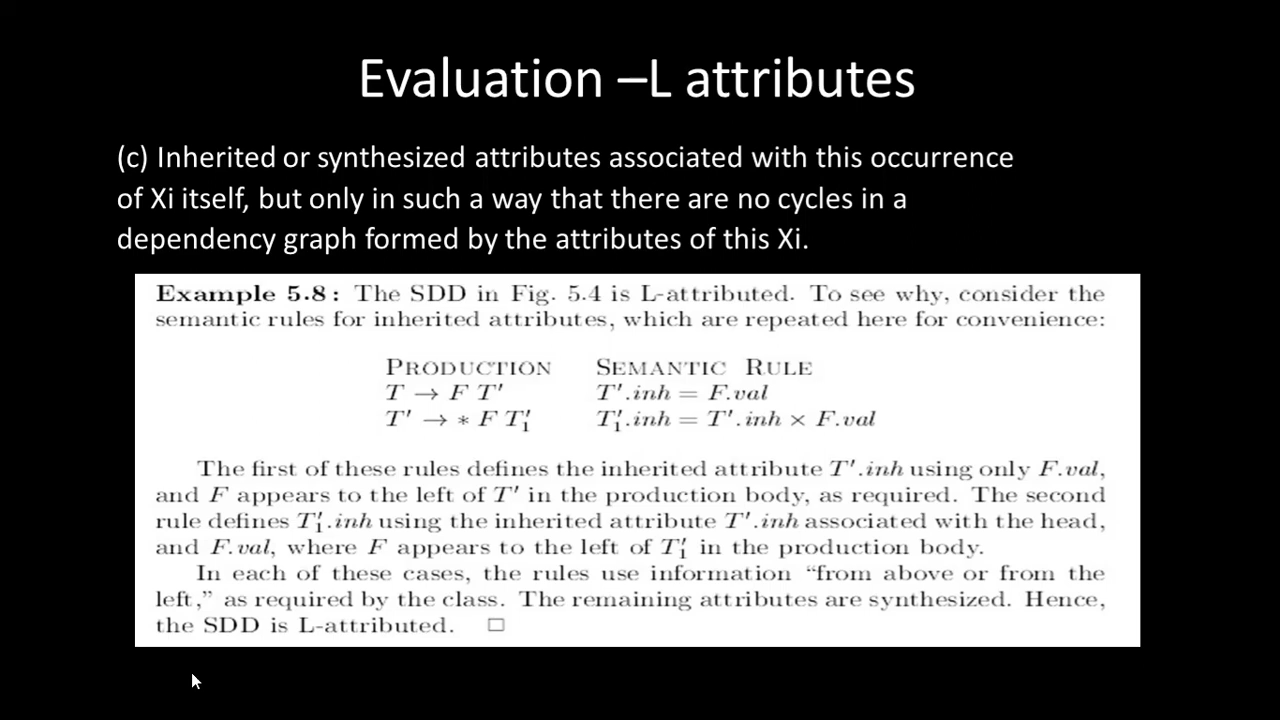 Evaluation –L attributes
(c) Inherited or synthesized attributes associated with this occurrence
of Xi itself, but only in such a way that there are no cycles in a
dependency graph formed by the attributes of this Xi.
Example 5.8: The SDD in Fig. 5.4 is L-attributed. To see why, consider the
semantic rules for inherited attributes, which are repeated here for convenience:
PRODUCTION SEMANTIC RULE
T → F T′ T′.inh = F.val
T′ → * F T₁′ T₁′.inh = T′.inh × F.val
The first of these rules defines the inherited attribute T′.inh using only F.val,
and F appears to the left of T′ in the production body, as required. The second
rule defines T₁′.inh using the inherited attribute T′.inh associated with the head,
and F.val, where F appears to the left of T₁′ in the production body.
In each of these cases, the rules use information “from above or from the
left,” as required by the class. The remaining attributes are synthesized. Hence,
the SDD is L-attributed. □